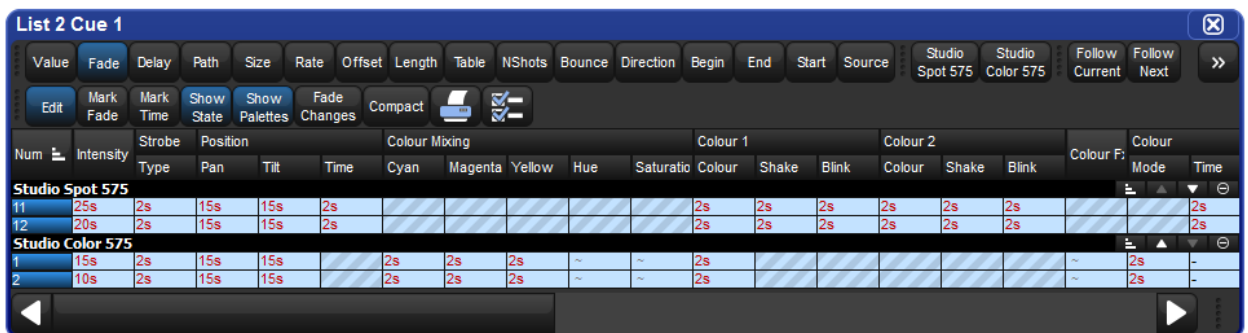 List 2 Cue 1
Value Fade Delay Path Size Rate Offset Length Table NShots Bounce Direction Begin End Start Source Studio Spot 575 Studio Color 575 Follow Current Follow Next »
Edit Mark Fade Mark Time Show State Show Palettes Fade Changes Compact
Num Intensity Strobe Position Colour Mixing Colour 1 Colour 2 Colour Fx Colour
Type Pan Tilt Time Cyan Magenta Yellow Hue Saturatio Colour Shake Blink Colour Shake Blink Mode Time
Studio Spot 575
11 25s 2s 15s 15s 2s 2s 2s 2s 2s 2s 2s 2s
12 20s 2s 15s 15s 2s 2s 2s 2s 2s 2s 2s 2s
Studio Color 575
1 15s 2s 15s 15s 2s 2s 2s ~ ~ 2s ~ 2s -
2 10s 2s 15s 15s 2s 2s 2s ~ ~ 2s ~ 2s -